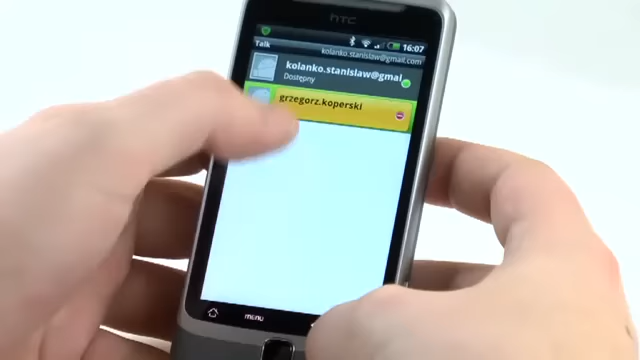 hTC
16:07
Talk
kolanko.stanislaw@gmail.com
kolanko.stanislaw@gmai
Dostępny
grzegorz.koperski
MENU